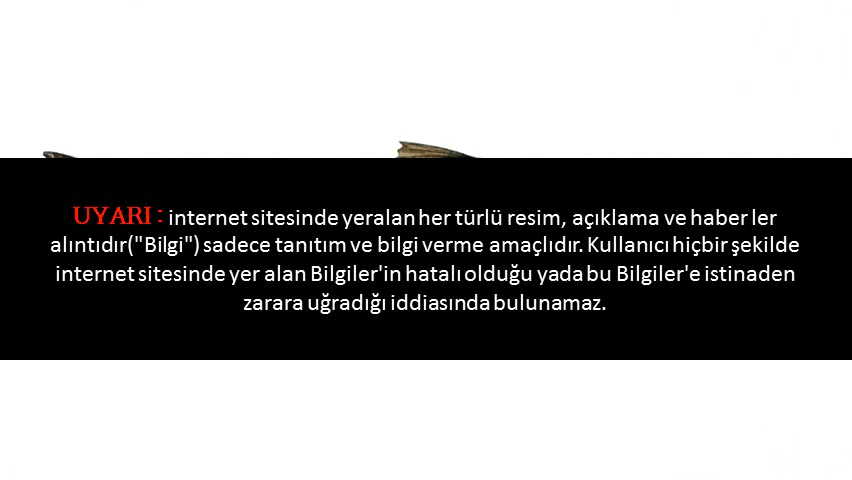 UYARI : internet sitesinde yeralan her türlü resim, açıklama ve haber ler
alıntıdır("Bilgi") sadece tanıtım ve bilgi verme amaçlıdır. Kullanıcı hiçbir şekilde
internet sitesinde yer alan Bilgiler'in hatalı olduğu yada bu Bilgiler'e istinaden
zarara uğradığı iddiasında bulunamaz.